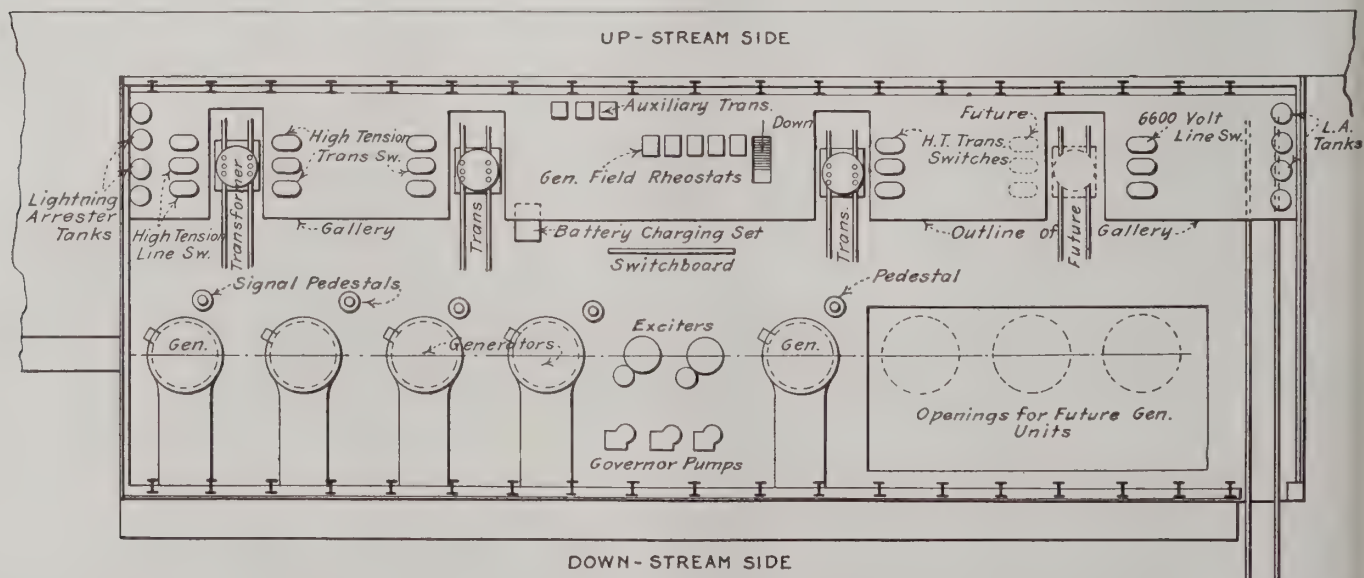 UP-STREAM SIDE
Auxiliary Trans.
Down
Future
6600 Volt
Line Sw.
L.A.
Tanks
High Tension
Trans Sw.
H.T. Trans.
Switches
Gen. Field Rheostats
Lightning
Arrester
Tanks
High Tension
Line Sw.
Transformer
Gallery
Trans
Battery Charging Set
Switchboard
Trans.
Outline of Gallery
Future
Signal Pedestals
Pedestal
Gen.
Generators
Exciters
Gen.
Openings for Future Gen.
Units
Governor Pumps
DOWN-STREAM SIDE